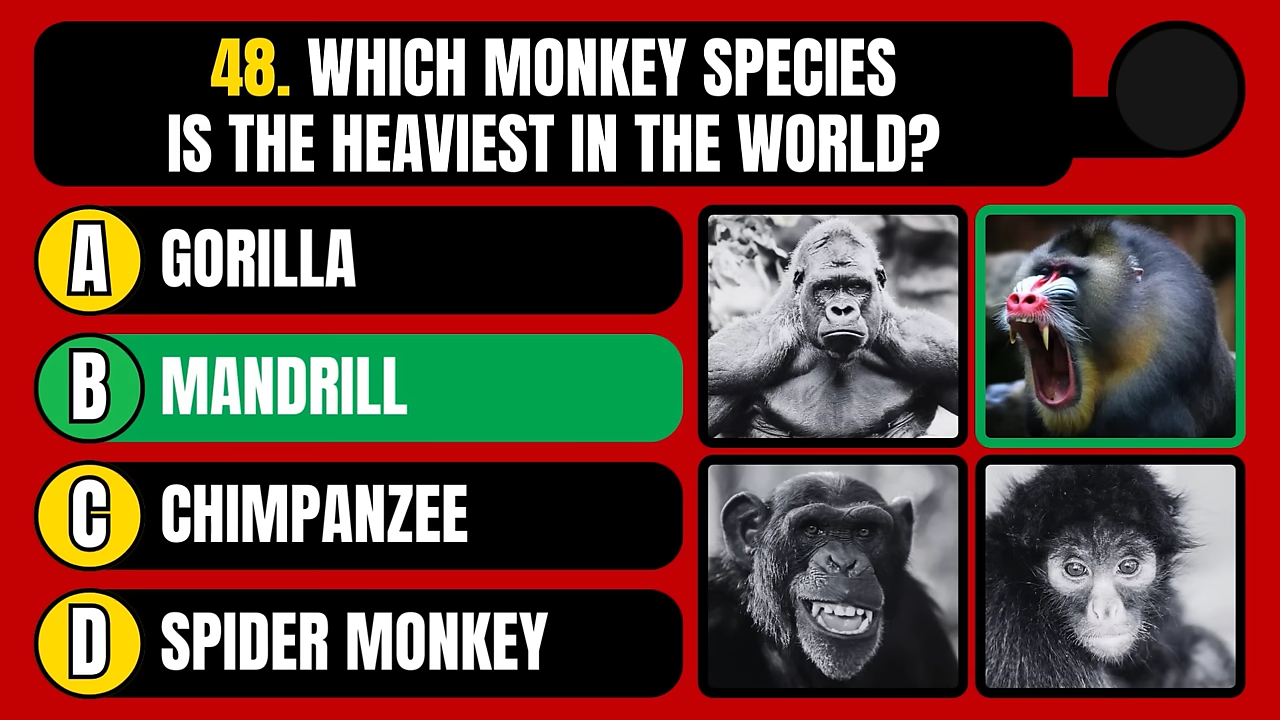 48. WHICH MONKEY SPECIES
IS THE HEAVIEST IN THE WORLD?
A GORILLA
B MANDRILL
C CHIMPANZEE
D SPIDER MONKEY